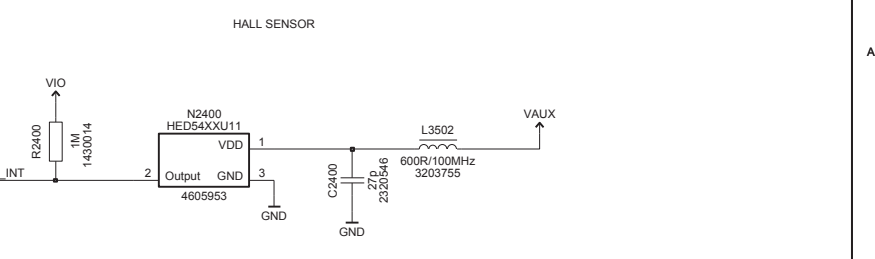 HALL SENSOR
A
VIO
R2400
1M
1430014
_INT
N2400
HED54XXU11
VDD
1
2
Output
GND
3
4605953
GND
C2400
27p
2320546
GND
L3502
600R/100MHz
3203755
VAUX